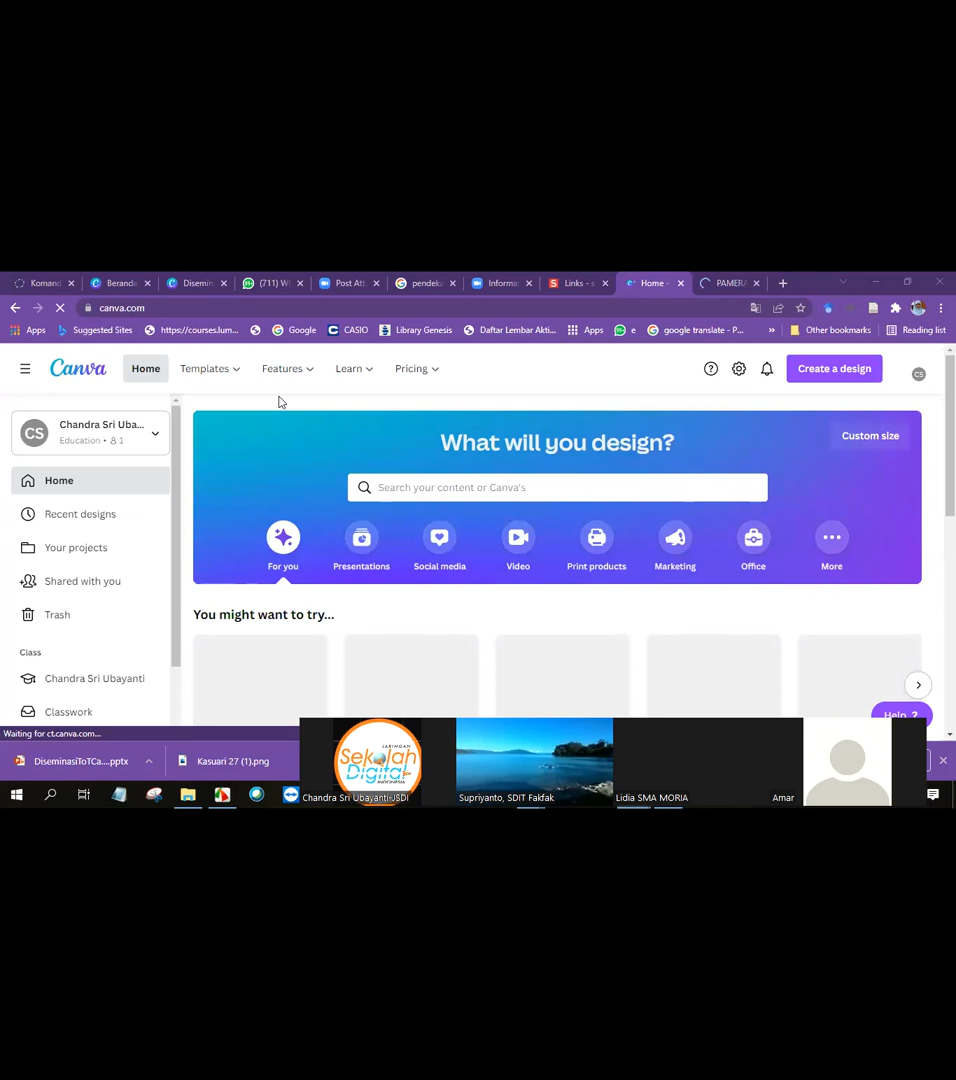 Komand
Beranda
Disemin
(711) W
Post Att
pendek
Informa
Links - s
Home -
PAMERA
canva.com
Apps
Suggested Sites
https://courses.lum...
Google
CASIO
Library Genesis
Daftar Lembar Akti...
Apps
e
google translate - P...
»
Other bookmarks
Reading list
Canva
Home
Templates
Features
Learn
Pricing
Create a design
CS
CS
Chandra Sri Uba...
Education • 1
Home
Recent designs
Your projects
Shared with you
Trash
Class
Chandra Sri Ubayanti
Classwork
What will you design?
Custom size
Search your content or Canva's
For you
Presentations
Social media
Video
Print products
Marketing
Office
More
You might want to try...
Help ?
Waiting for ct.canva.com...
DiseminasiToTCa....pptx
Kasuari 27 (1).png
JARINGAN
Sekolah
Digital
INDONESIA
Chandra Sri Ubayanti-JSDI
Supriyanto, SDIT Fakfak
Lidia SMA MORIA
Amar